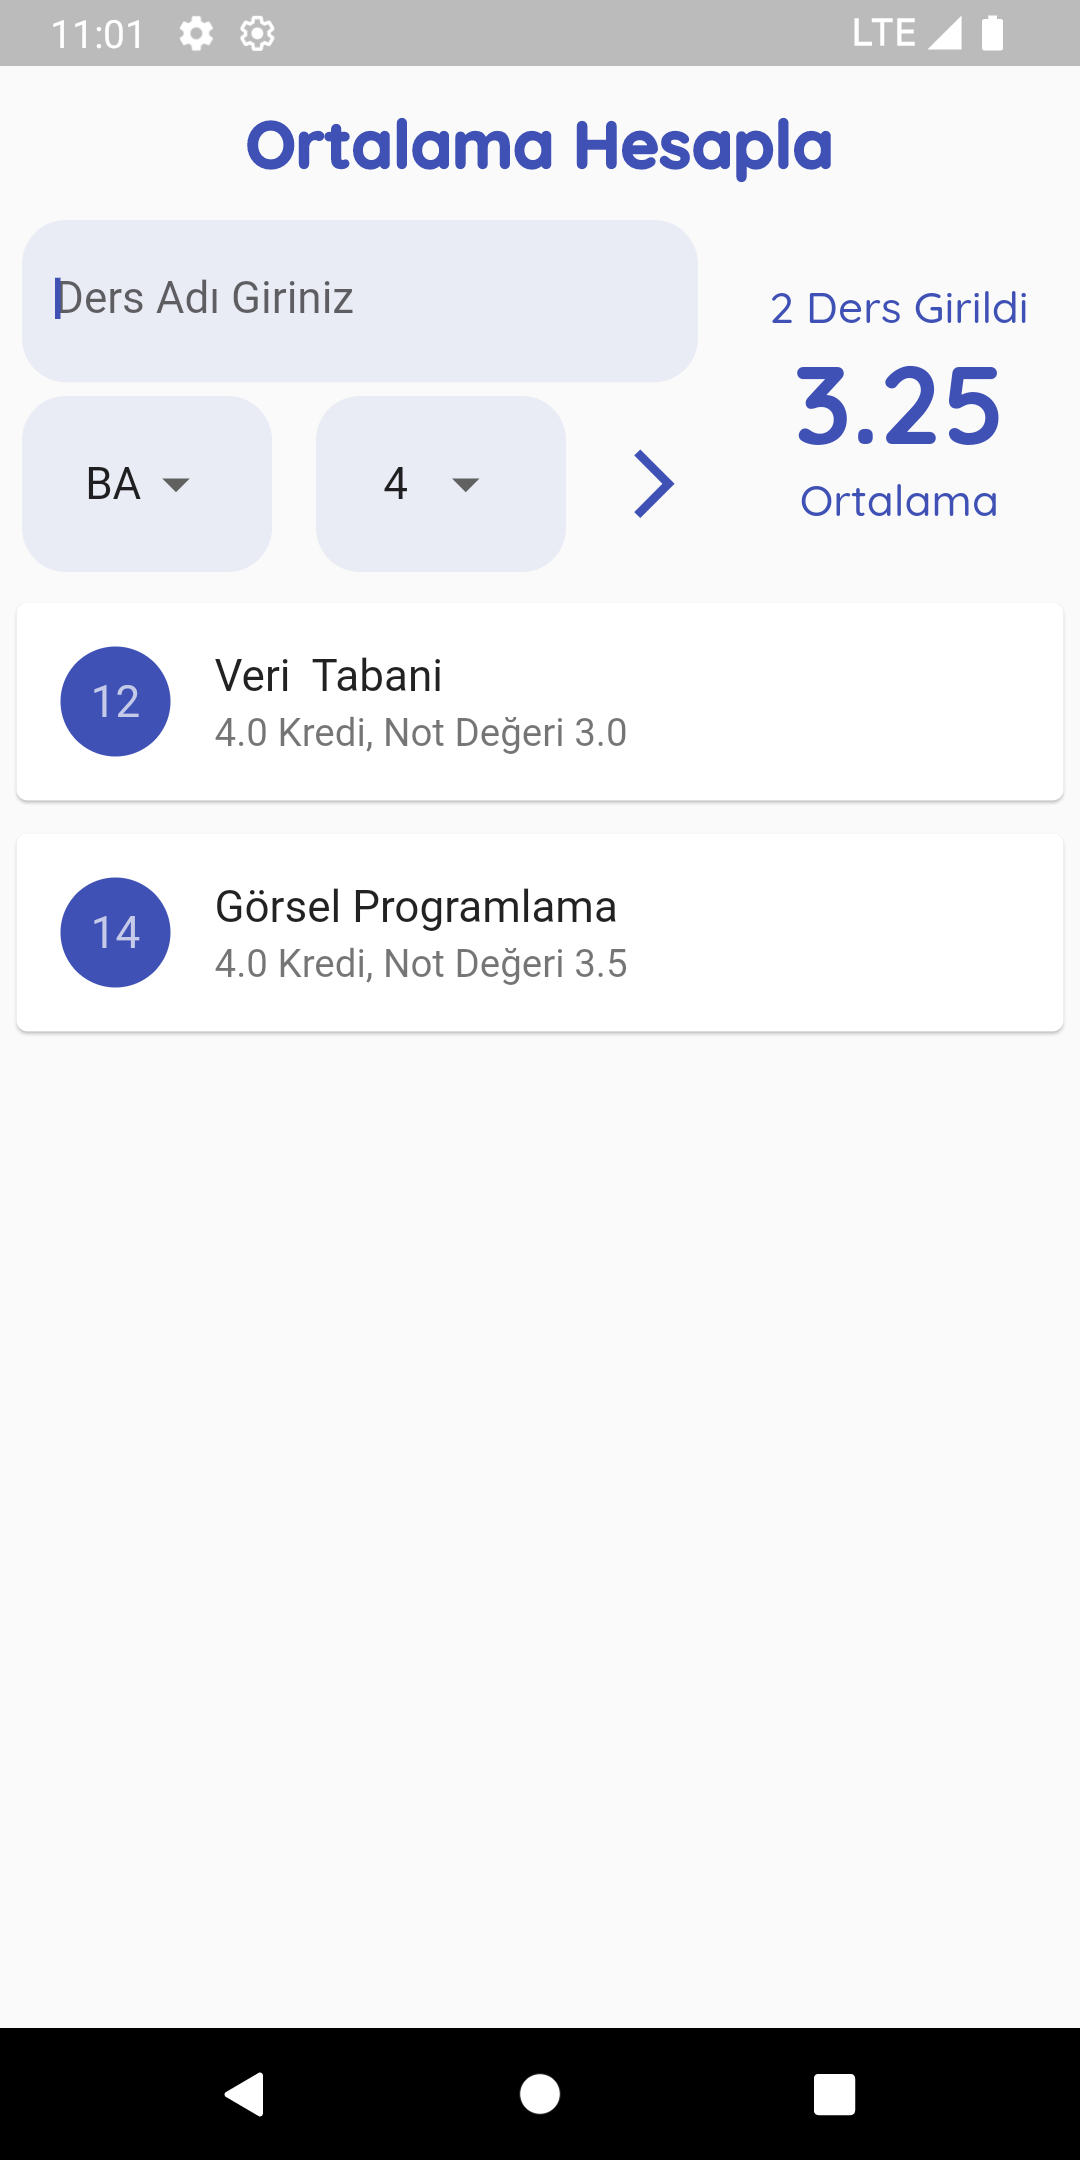 11:01 LTE
Ortalama Hesapla
Ders Adı Giriniz
2 Ders Girildi
3.25
Ortalama
BA 4
12
Veri  Tabani
4.0 Kredi, Not Değeri 3.0
14
Görsel Programlama
4.0 Kredi, Not Değeri 3.5